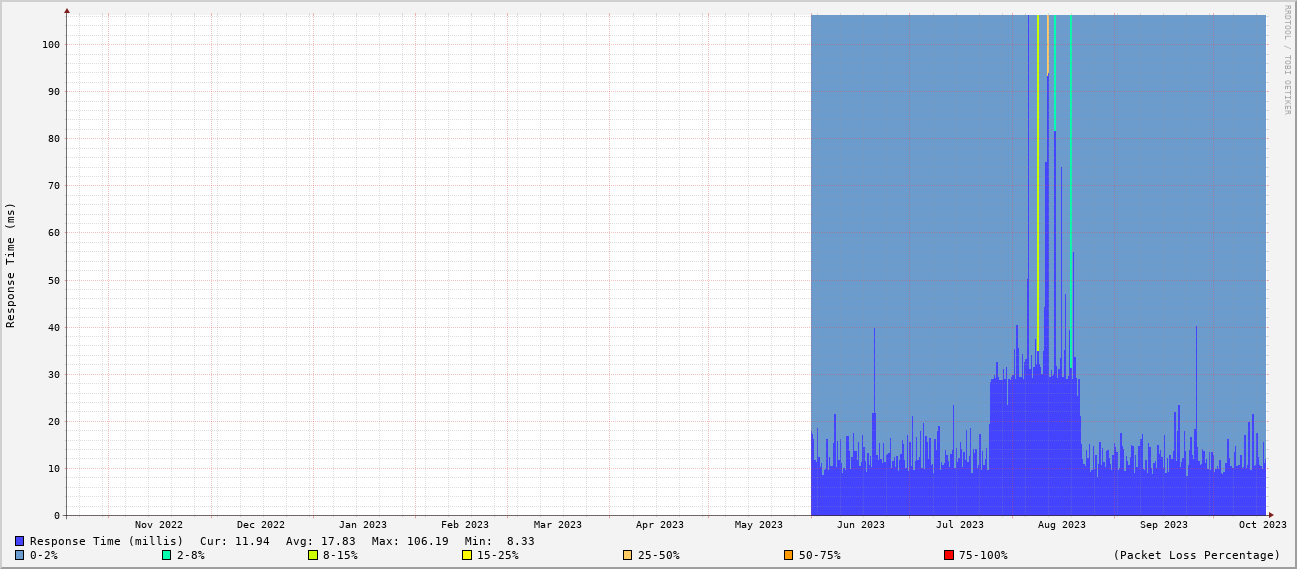 RRDTOOL / TOBI OETIKER
Response Time (ms)
100
90
80
70
60
50
40
30
20
10
0
Nov 2022 Dec 2022 Jan 2023 Feb 2023 Mar 2023 Apr 2023 May 2023 Jun 2023 Jul 2023 Aug 2023 Sep 2023 Oct 2023
Response Time (millis) Cur: 11.94 Avg: 17.83 Max: 106.19 Min: 8.33
0-2% 2-8% 8-15% 15-25% 25-50% 50-75% 75-100% (Packet Loss Percentage)